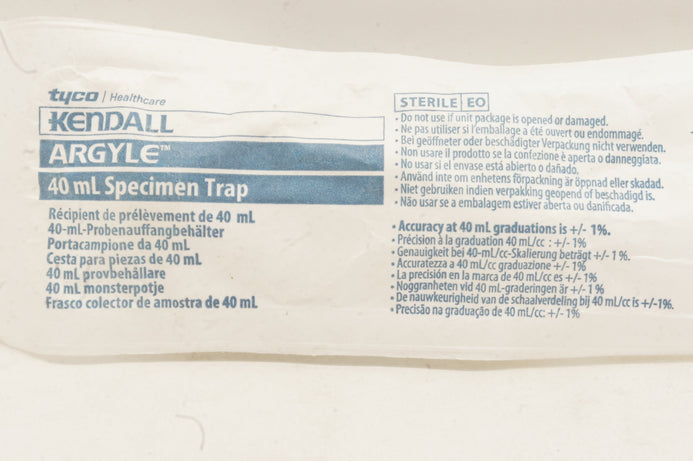 tyco | Healthcare
KENDALL
ARGYLE™
40 mL Specimen Trap
Récipient de prélèvement de 40 mL
40-mL-Probenauffangbehälter
Portacampione da 40 mL
Cesta para piezas de 40 mL
40 mL provbehållare
40 mL monsterpotje
Frasco colector de amostra de 40 mL
STERILE EO
• Do not use if unit package is opened or damaged.
• Ne pas utiliser si l'emballage a été ouvert ou endommagé.
• Bei geöffneter oder beschädigter Verpackung nicht verwenden.
• Non usare il prodotto se la confezione è aperta o danneggiata.
• No usar si el envase está abierto o dañado.
• Använd inte om enhetens förpackning är öppnad eller skadad.
• Niet gebruiken indien verpakking geopend of beschadigd is.
• Não usar se a embalagem estiver aberta ou danificada.
• Accuracy at 40 mL graduations is +/- 1%.
• Précision à la graduation 40 mL/cc : +/- 1%
• Genauigkeit bei 40-mL/cc-Skalierung beträgt +/- 1 %.
• Accuratezza a 40 mL/cc graduazione +/- 1%
• La precisión en la marca de 40 mL/cc es +/- 1%
• Noggranheten vid 40 mL-graderingen är +/- 1 %
• De nauwkeurigheid van de schaalverdeling bij 40 mL/cc is +/-1%.
• Precisão na graduação de 40 mL/cc: +/- 1%